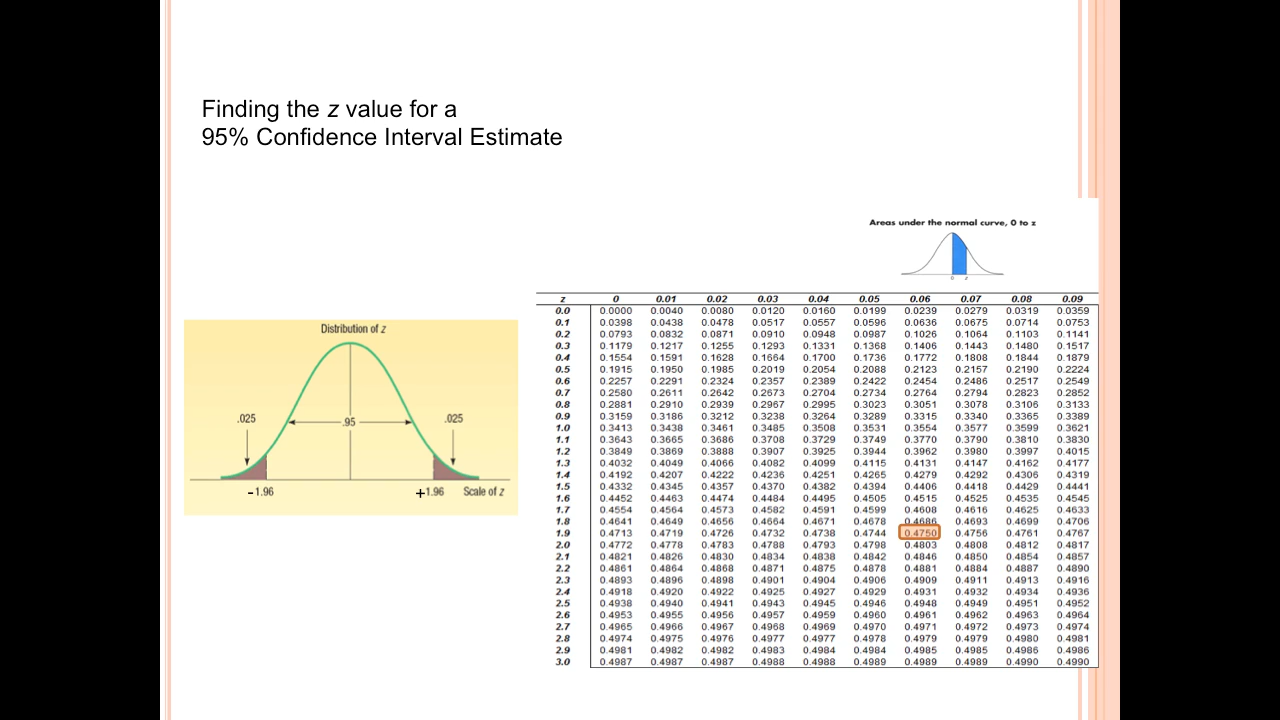 Finding the z value for a
95% Confidence Interval Estimate
Areas under the normal curve, 0 to z
0 z
Distribution of z
.025 .95 .025
-1.96 +1.96 Scale of z
z 0 0.01 0.02 0.03 0.04 0.05 0.06 0.07 0.08 0.09
0.0 0.0000 0.0040 0.0080 0.0120 0.0160 0.0199 0.0239 0.0279 0.0319 0.0359
0.1 0.0398 0.0438 0.0478 0.0517 0.0557 0.0596 0.0636 0.0675 0.0714 0.0753
0.2 0.0793 0.0832 0.0871 0.0910 0.0948 0.0987 0.1026 0.1064 0.1103 0.1141
0.3 0.1179 0.1217 0.1255 0.1293 0.1331 0.1368 0.1406 0.1443 0.1480 0.1517
0.4 0.1554 0.1591 0.1628 0.1664 0.1700 0.1736 0.1772 0.1808 0.1844 0.1879
0.5 0.1915 0.1950 0.1985 0.2019 0.2054 0.2088 0.2123 0.2157 0.2190 0.2224
0.6 0.2257 0.2291 0.2324 0.2357 0.2389 0.2422 0.2454 0.2486 0.2517 0.2549
0.7 0.2580 0.2611 0.2642 0.2673 0.2704 0.2734 0.2764 0.2794 0.2823 0.2852
0.8 0.2881 0.2910 0.2939 0.2967 0.2995 0.3023 0.3051 0.3078 0.3106 0.3133
0.9 0.3159 0.3186 0.3212 0.3238 0.3264 0.3289 0.3315 0.3340 0.3365 0.3389
1.0 0.3413 0.3438 0.3461 0.3485 0.3508 0.3531 0.3554 0.3577 0.3599 0.3621
1.1 0.3643 0.3665 0.3686 0.3708 0.3729 0.3749 0.3770 0.3790 0.3810 0.3830
1.2 0.3849 0.3869 0.3888 0.3907 0.3925 0.3944 0.3962 0.3980 0.3997 0.4015
1.3 0.4032 0.4049 0.4066 0.4082 0.4099 0.4115 0.4131 0.4147 0.4162 0.4177
1.4 0.4192 0.4207 0.4222 0.4236 0.4251 0.4265 0.4279 0.4292 0.4306 0.4319
1.5 0.4332 0.4345 0.4357 0.4370 0.4382 0.4394 0.4406 0.4418 0.4429 0.4441
1.6 0.4452 0.4463 0.4474 0.4484 0.4495 0.4505 0.4515 0.4525 0.4535 0.4545
1.7 0.4554 0.4564 0.4573 0.4582 0.4591 0.4599 0.4608 0.4616 0.4625 0.4633
1.8 0.4641 0.4649 0.4656 0.4664 0.4671 0.4678 0.4686 0.4693 0.4699 0.4706
1.9 0.4713 0.4719 0.4726 0.4732 0.4738 0.4744 0.4750 0.4756 0.4761 0.4767
2.0 0.4772 0.4778 0.4783 0.4788 0.4793 0.4798 0.4803 0.4808 0.4812 0.4817
2.1 0.4821 0.4826 0.4830 0.4834 0.4838 0.4842 0.4846 0.4850 0.4854 0.4857
2.2 0.4861 0.4864 0.4868 0.4871 0.4875 0.4878 0.4881 0.4884 0.4887 0.4890
2.3 0.4893 0.4896 0.4898 0.4901 0.4904 0.4906 0.4909 0.4911 0.4913 0.4916
2.4 0.4918 0.4920 0.4922 0.4925 0.4927 0.4929 0.4931 0.4932 0.4934 0.4936
2.5 0.4938 0.4940 0.4941 0.4943 0.4945 0.4946 0.4948 0.4949 0.4951 0.4952
2.6 0.4953 0.4955 0.4956 0.4957 0.4959 0.4960 0.4961 0.4962 0.4963 0.4964
2.7 0.4965 0.4966 0.4967 0.4968 0.4969 0.4970 0.4971 0.4972 0.4973 0.4974
2.8 0.4974 0.4975 0.4976 0.4977 0.4977 0.4978 0.4979 0.4979 0.4980 0.4981
2.9 0.4981 0.4982 0.4982 0.4983 0.4984 0.4984 0.4985 0.4985 0.4986 0.4986
3.0 0.4987 0.4987 0.4987 0.4988 0.4988 0.4989 0.4989 0.4989 0.4990 0.4990